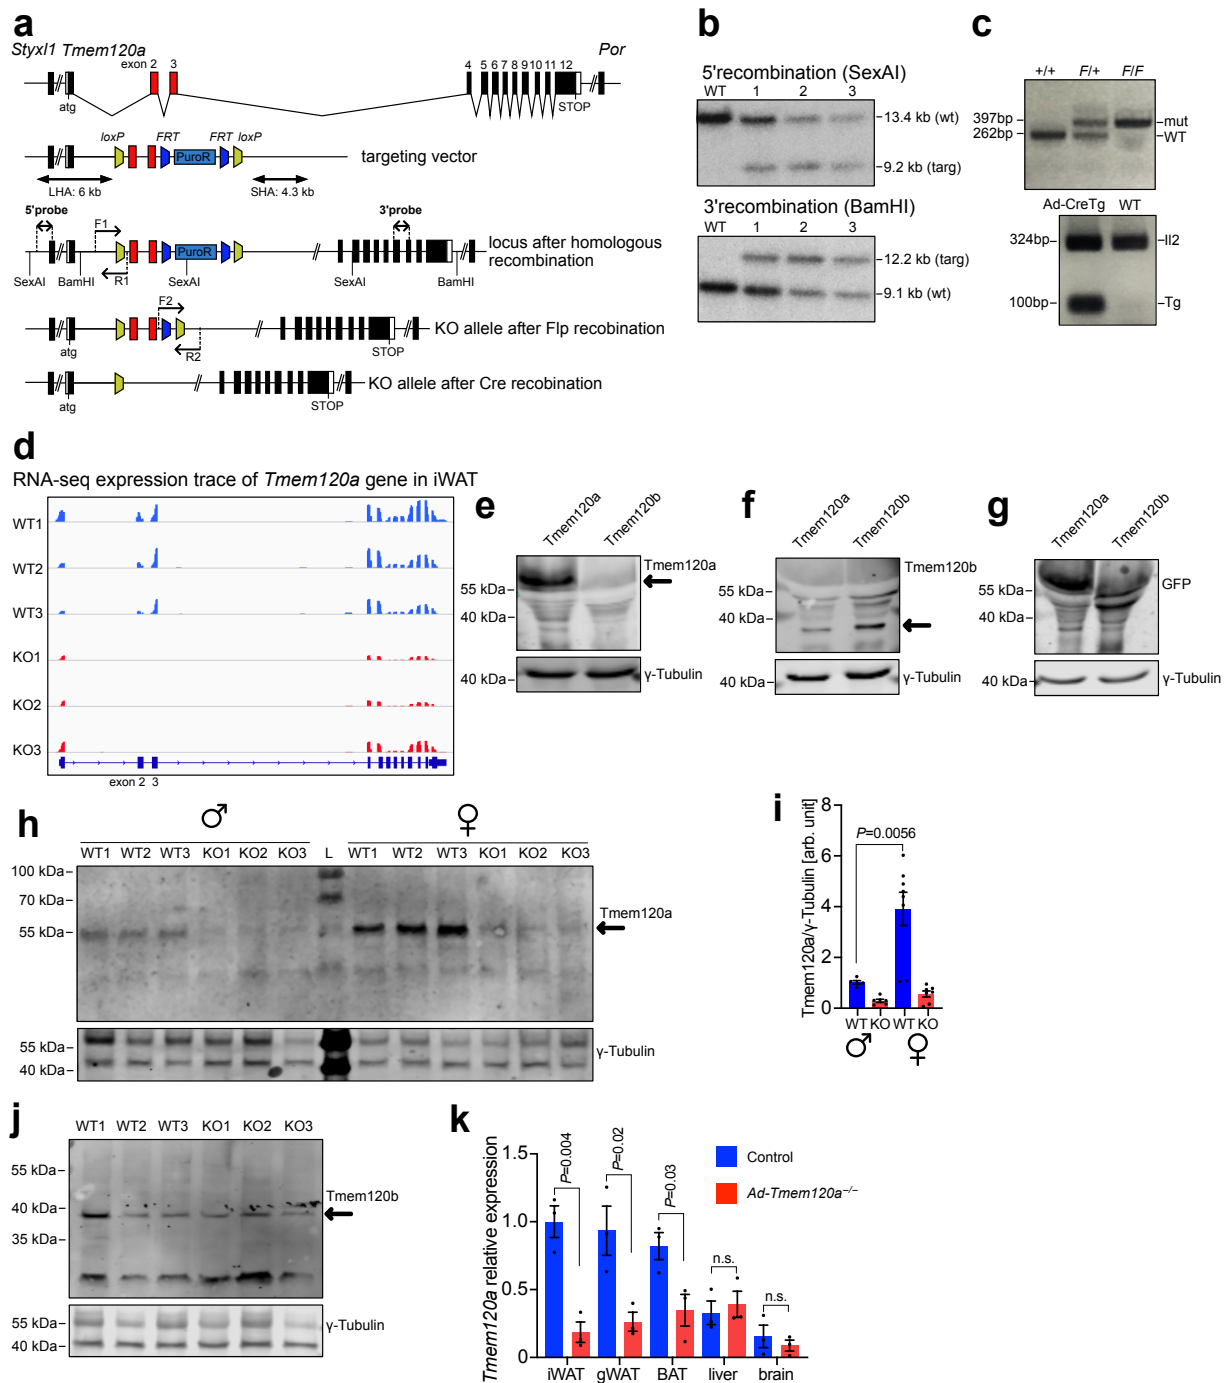 a
Styxl1 Tmem120a Por
exon 2 3 4 5 6 7 8 9 10 11 12
atg STOP
loxP FRT FRT loxP
PuroR targeting vector
LHA: 6 kb SHA: 4.3 kb
5'probe F1 3'probe
PuroR locus after homologous
recombination
SexAI BamHI R1 SexAI SexAI BamHI
F2
KO allele after Flp recobination
atg R2 STOP
KO allele after Cre recobination
atg STOP
b
5'recombination (SexAI)
WT 1 2 3
13.4 kb (wt)
9.2 kb (targ)
3'recombination (BamHI)
WT 1 2 3
12.2 kb (targ)
9.1 kb (wt)
c
+/+ F/+ F/F
397bp mut
262bp WT
Ad-CreTg WT
324bp Il2
100bp Tg
d
RNA-seq expression trace of Tmem120a gene in iWAT
WT1
WT2
WT3
KO1
KO2
KO3
exon 2 3
e
Tmem120a Tmem120b
Tmem120a
55 kDa
40 kDa
40 kDa γ-Tubulin
f
Tmem120a Tmem120b
Tmem120b
55 kDa
40 kDa
40 kDa γ-Tubulin
g
Tmem120a Tmem120b
55 kDa GFP
40 kDa
40 kDa γ-Tubulin
h
♂ ♀
WT1 WT2 WT3 KO1 KO2 KO3 L WT1 WT2 WT3 KO1 KO2 KO3
100 kDa
70 kDa
Tmem120a
55 kDa
55 kDa γ-Tubulin
40 kDa
i
Tmem120a/γ-Tubulin [arb. unit]
8
P=0.0056
6
4
2
0
WT KO WT KO
♂ ♀
j
WT1 WT2 WT3 KO1 KO2 KO3
55 kDa
Tmem120b
40 kDa
35 kDa
55 kDa γ-Tubulin
40 kDa
k
Tmem120a relative expression
1.5
1.0
0.5
0
P=0.004
P=0.02
P=0.03
n.s.
n.s.
Control
Ad-Tmem120a⁻/⁻
iWAT gWAT BAT liver brain